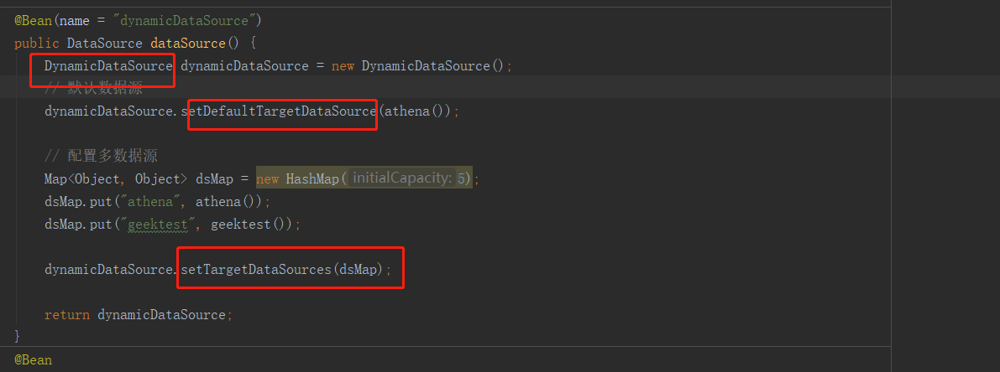 @Bean(name = "dynamicDataSource")
public DataSource dataSource() {
DynamicDataSource dynamicDataSource = new DynamicDataSource();
// 默认数据源
dynamicDataSource.setDefaultTargetDataSource(athena());
// 配置多数据源
Map<Object, Object> dsMap = new HashMap( initialCapacity: 5);
dsMap.put("athena", athena());
dsMap.put("geektest", geektest());
dynamicDataSource.setTargetDataSources(dsMap);
return dynamicDataSource;
}
@Bean